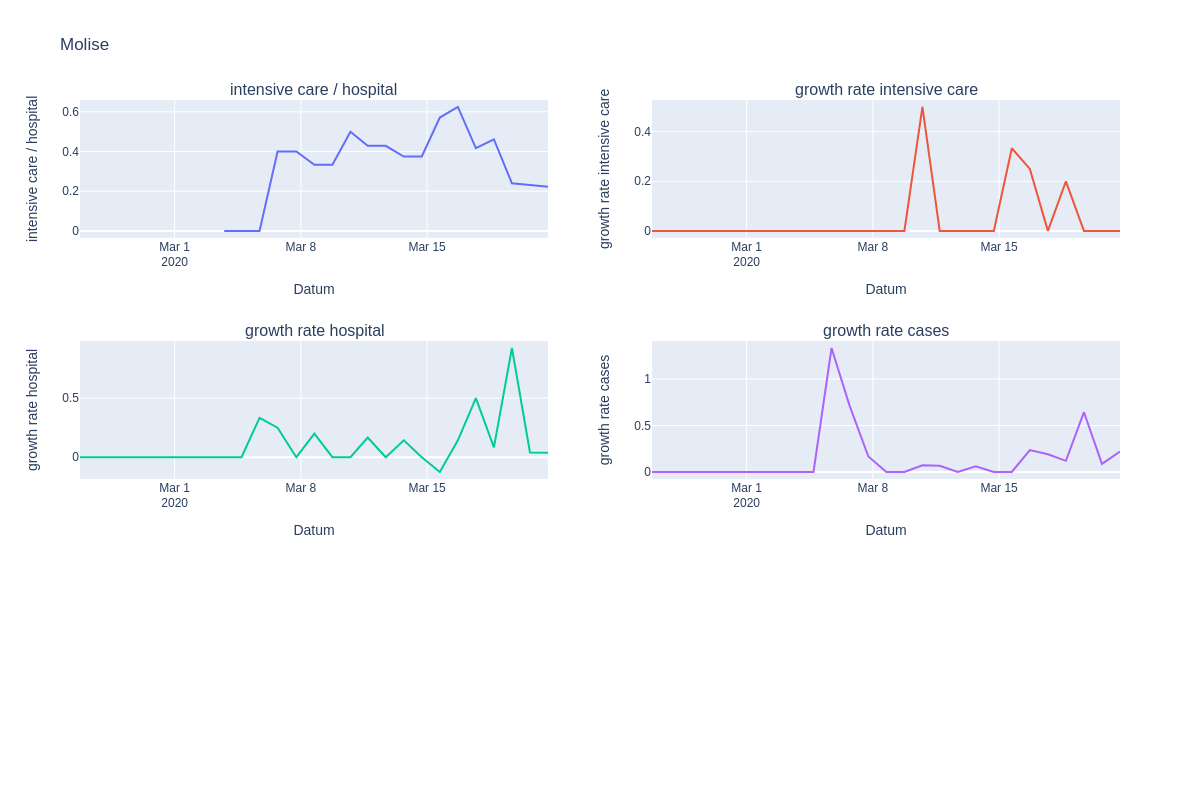 Molise
intensive care / hospital
intensive care / hospital
0.6
0.4
0.2
0
Mar 1
2020
Mar 8
Mar 15
Datum
growth rate intensive care
growth rate intensive care
0.4
0.2
0
Mar 1
2020
Mar 8
Mar 15
Datum
growth rate hospital
growth rate hospital
0.5
0
Mar 1
2020
Mar 8
Mar 15
Datum
growth rate cases
growth rate cases
1
0.5
0
Mar 1
2020
Mar 8
Mar 15
Datum